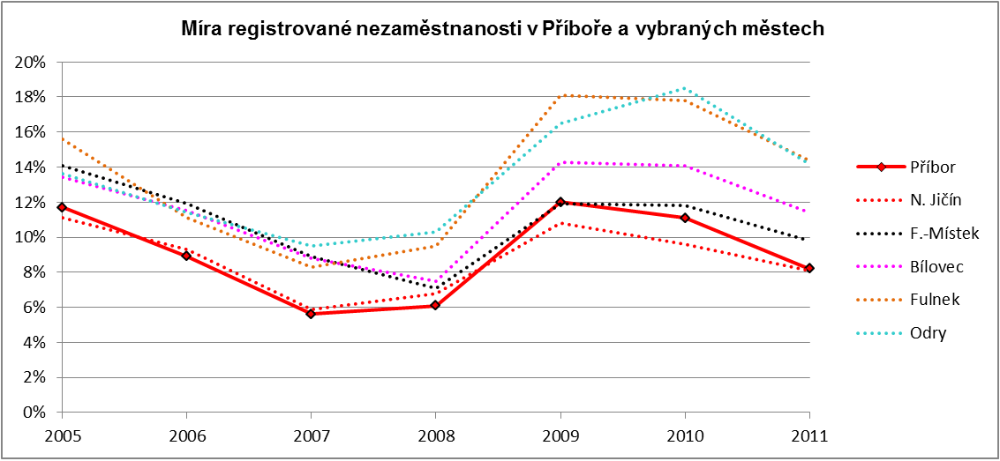 Míra registrované nezaměstnanosti v Příboře a vybraných městech
20%
18%
16%
14%
12%
10%
8%
6%
4%
2%
0%
2005 2006 2007 2008 2009 2010 2011
Příbor
N. Jičín
F.-Místek
Bílovec
Fulnek
Odry